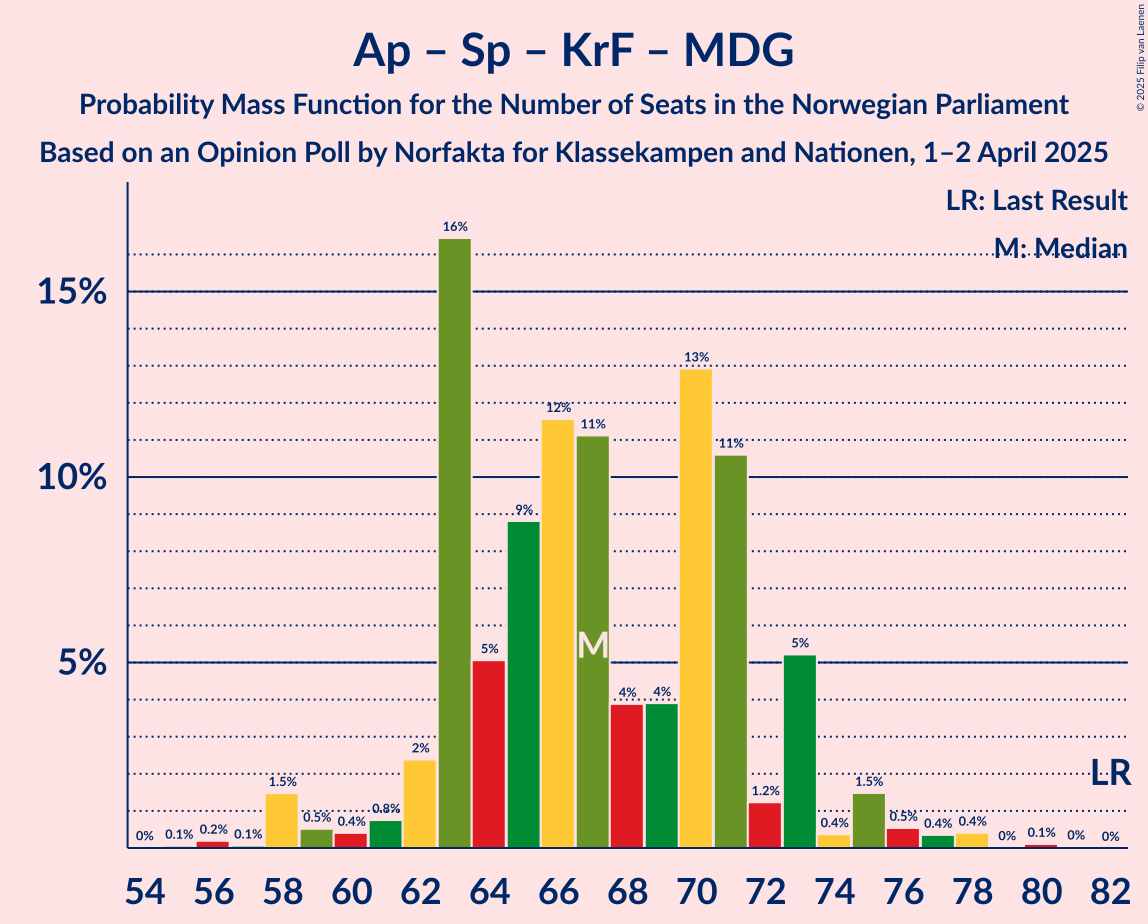 Ap – Sp – KrF – MDG
Probability Mass Function for the Number of Seats in the Norwegian Parliament
Based on an Opinion Poll by Norfakta for Klassekampen and Nationen, 1–2 April 2025
© 2025 Filip van Laenen
LR: Last Result
M: Median
15%
10%
5%
0% 0.1% 0.2% 0.1% 1.5% 0.5% 0.4% 0.8% 2% 16% 5% 9% 12% 11% 4% 4% 13% 11% 1.2% 5% 0.4% 1.5% 0.5% 0.4% 0.4% 0% 0.1% 0% 0%
M
LR
54 56 58 60 62 64 66 68 70 72 74 76 78 80 82